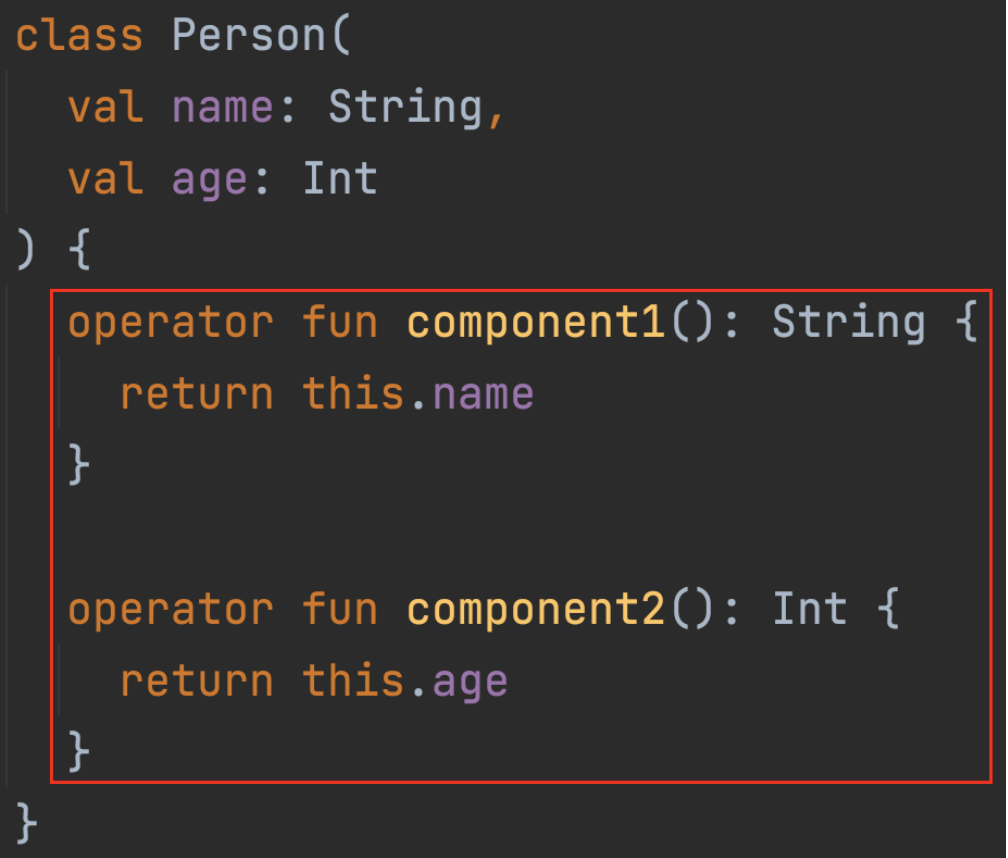 class Person(
  val name: String,
  val age: Int
) {
  operator fun component1(): String {
    return this.name
  }

  operator fun component2(): Int {
    return this.age
  }
}